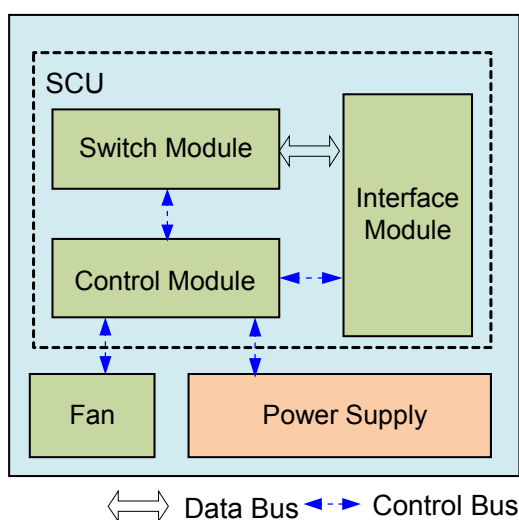 SCU
Switch Module
Interface
Module
Control Module
Fan
Power Supply
Data Bus
Control Bus